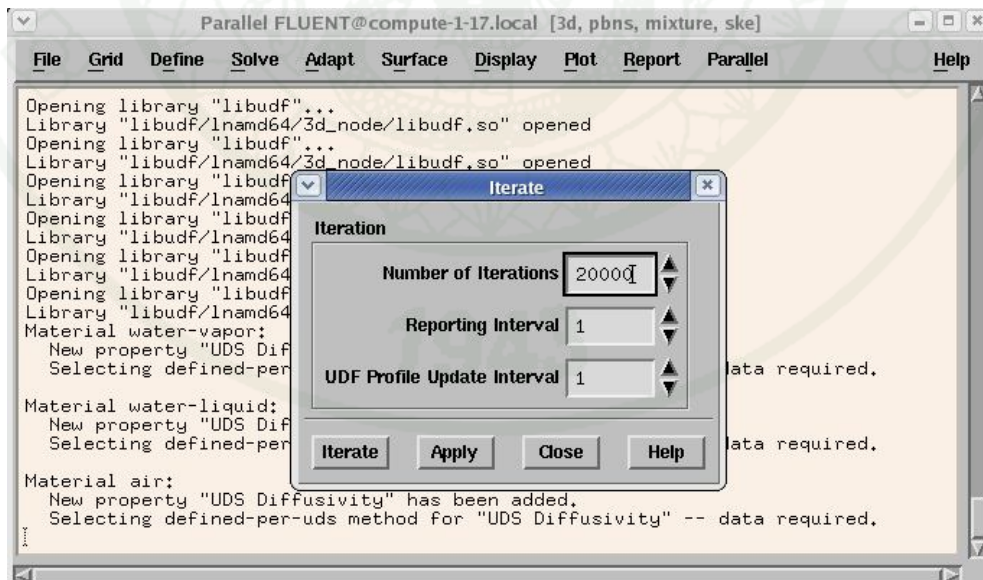 Parallel FLUENT@compute-1-17.local [3d, pbns, mixture, ske]
File Grid Define Solve Adapt Surface Display Plot Report Parallel Help
Opening library "libudf"...
Library "libudf/lnamd64/3d_node/libudf.so" opened
Opening library "libudf"...
Library "libudf/lnamd64/3d_node/libudf.so" opened
Opening library "libudf
Library "libudf/lnamd64
Opening library "libudf
Library "libudf/lnamd64
Opening library "libudf
Library "libudf/lnamd64
Opening library "libudf
Library "libudf/lnamd64
Material water-vapor:
New property "UDS Dif
Selecting defined-per data required.
Material water-liquid:
New property "UDS Dif
Selecting defined-per data required.
Material air:
New property "UDS Diffusivity" has been added.
Selecting defined-per-uds method for "UDS Diffusivity" -- data required.
Iterate
Iteration
Number of Iterations 20000
Reporting Interval 1
UDF Profile Update Interval 1
Iterate Apply Close Help
1943